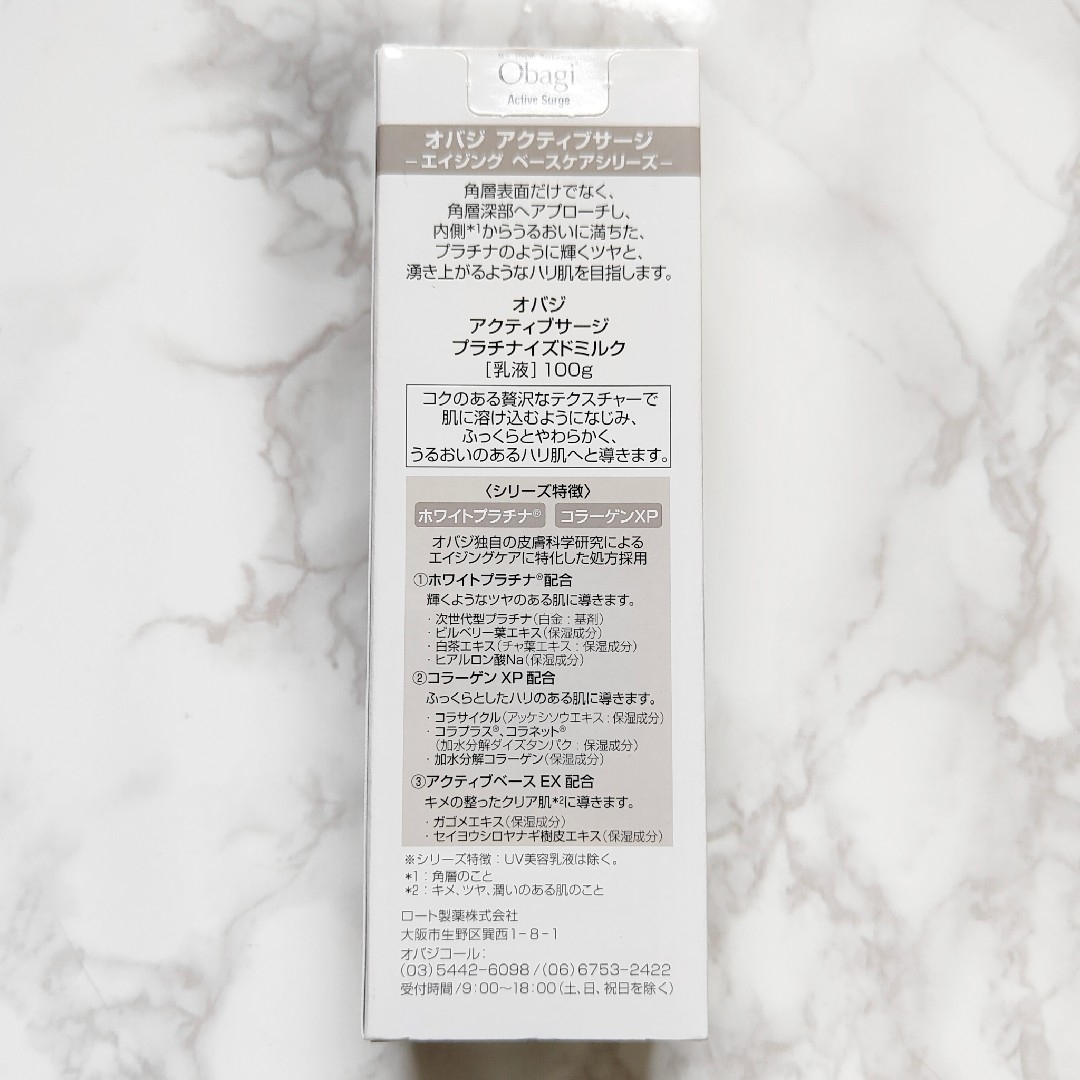 Obagi
Active Surge
オバジ アクティブサージ
−エイジング ベースケアシリーズ−
角層表面だけでなく、
角層深部へアプローチし、
内側*1からうるおいに満ちた、
プラチナのように輝くツヤと、
湧き上がるようなハリ肌を目指します。
オバジ
アクティブサージ
プラチナイズドミルク
[乳液] 100g
コクのある贅沢なテクスチャーで
肌に溶け込むようになじみ、
ふっくらとやわらかく、
うるおいのあるハリ肌へと導きます。
〈シリーズ特徴〉
ホワイトプラチナ® コラーゲンXP
オバジ独自の皮膚科学研究による
エイジングケアに特化した処方採用
①ホワイトプラチナ®配合
輝くようなツヤのある肌に導きます。
・次世代型プラチナ(白金：基剤)
・ビルベリー葉エキス(保湿成分)
・白茶エキス(チャ葉エキス：保湿成分)
・ヒアルロン酸Na(保湿成分)
②コラーゲン XP 配合
ふっくらとしたハリのある肌に導きます。
・コラサイクル(アッケシソウエキス：保湿成分)
・コラプラス®、コラネット®
(加水分解ダイズタンパク：保湿成分)
・加水分解コラーゲン(保湿成分)
③アクティブベース EX 配合
キメの整ったクリア肌*2に導きます。
・ガゴメエキス(保湿成分)
・セイヨウシロヤナギ樹皮エキス(保湿成分)
※シリーズ特徴：UV美容乳液は除く。
*1：角層のこと
*2：キメ、ツヤ、潤いのある肌のこと
ロート製薬株式会社
大阪市生野区巽西1-8-1
オバジコール：
(03)5442-6098/(06)6753-2422
受付時間/9:00〜18:00(土、日、祝日を除く)